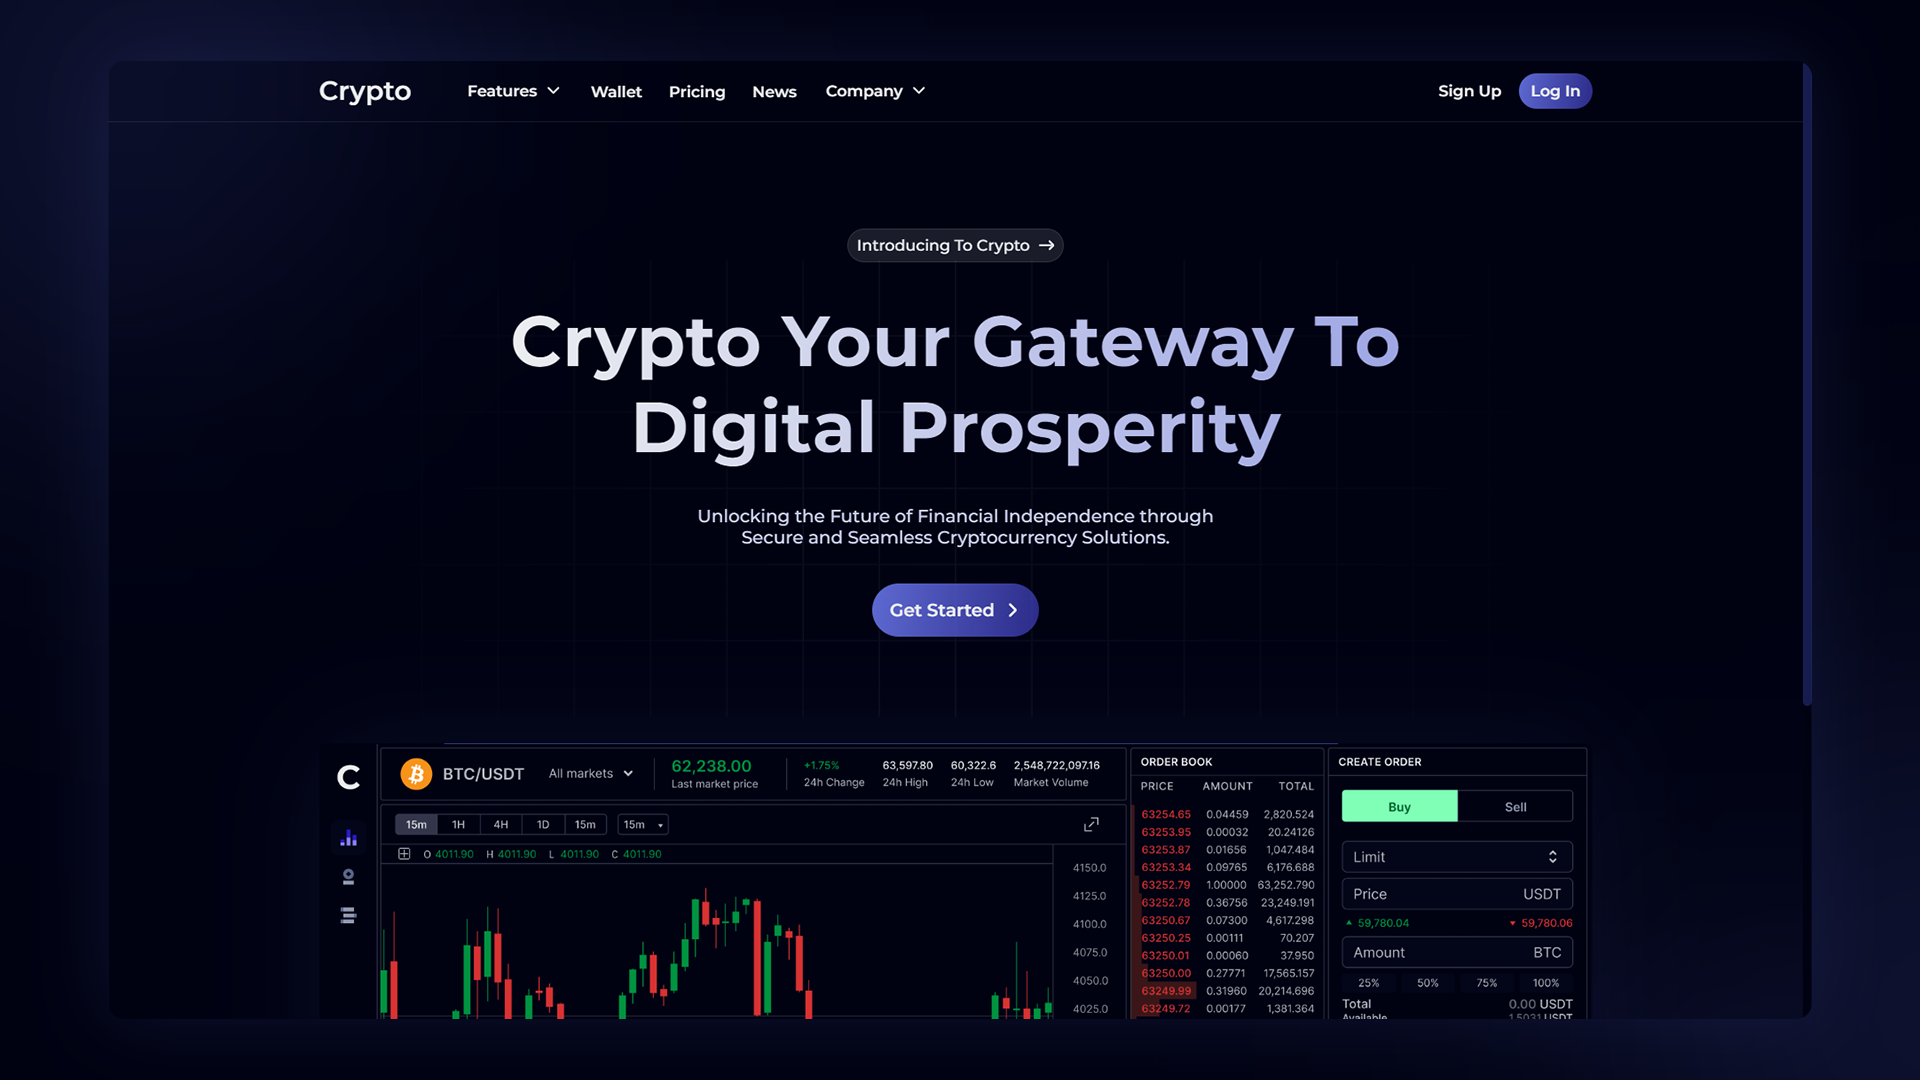 Crypto
Features
Wallet
Pricing
News
Company
Sign Up
Log In
Introducing To Crypto
Crypto Your Gateway To
Digital Prosperity
Unlocking the Future of Financial Independence through
Secure and Seamless Cryptocurrency Solutions.
Get Started
C
BTC/USDT
All markets
62,238.00
Last market price
+1.75%
24h Change
63,597.80
24h High
60,322.6
24h Low
2,548,722,097.16
Market Volume
15m 1H 4H 1D 15m 15m
O 4011.90 H 4011.90 L 4011.90 C 4011.90
4150.0
4125.0
4100.0
4075.0
4050.0
4025.0
ORDER BOOK
PRICE AMOUNT TOTAL
63254.65 0.04459 2,820.524
63253.95 0.00032 20.24126
63253.87 0.01656 1,047.484
63253.34 0.09765 6,176.688
63252.79 1.00000 63,252.790
63252.78 0.36756 23,249.191
63250.67 0.07300 4,617.298
63250.25 0.00111 70.207
63250.01 0.00060 37.950
63250.00 0.27771 17,565.157
63249.99 0.31960 20,214.696
63249.72 0.00177 1,381.364
CREATE ORDER
Buy Sell
Limit
Price USDT
59,780.04 59,780.06
Amount BTC
25% 50% 75% 100%
Total 0.00 USDT
Available 1.5031 USDT